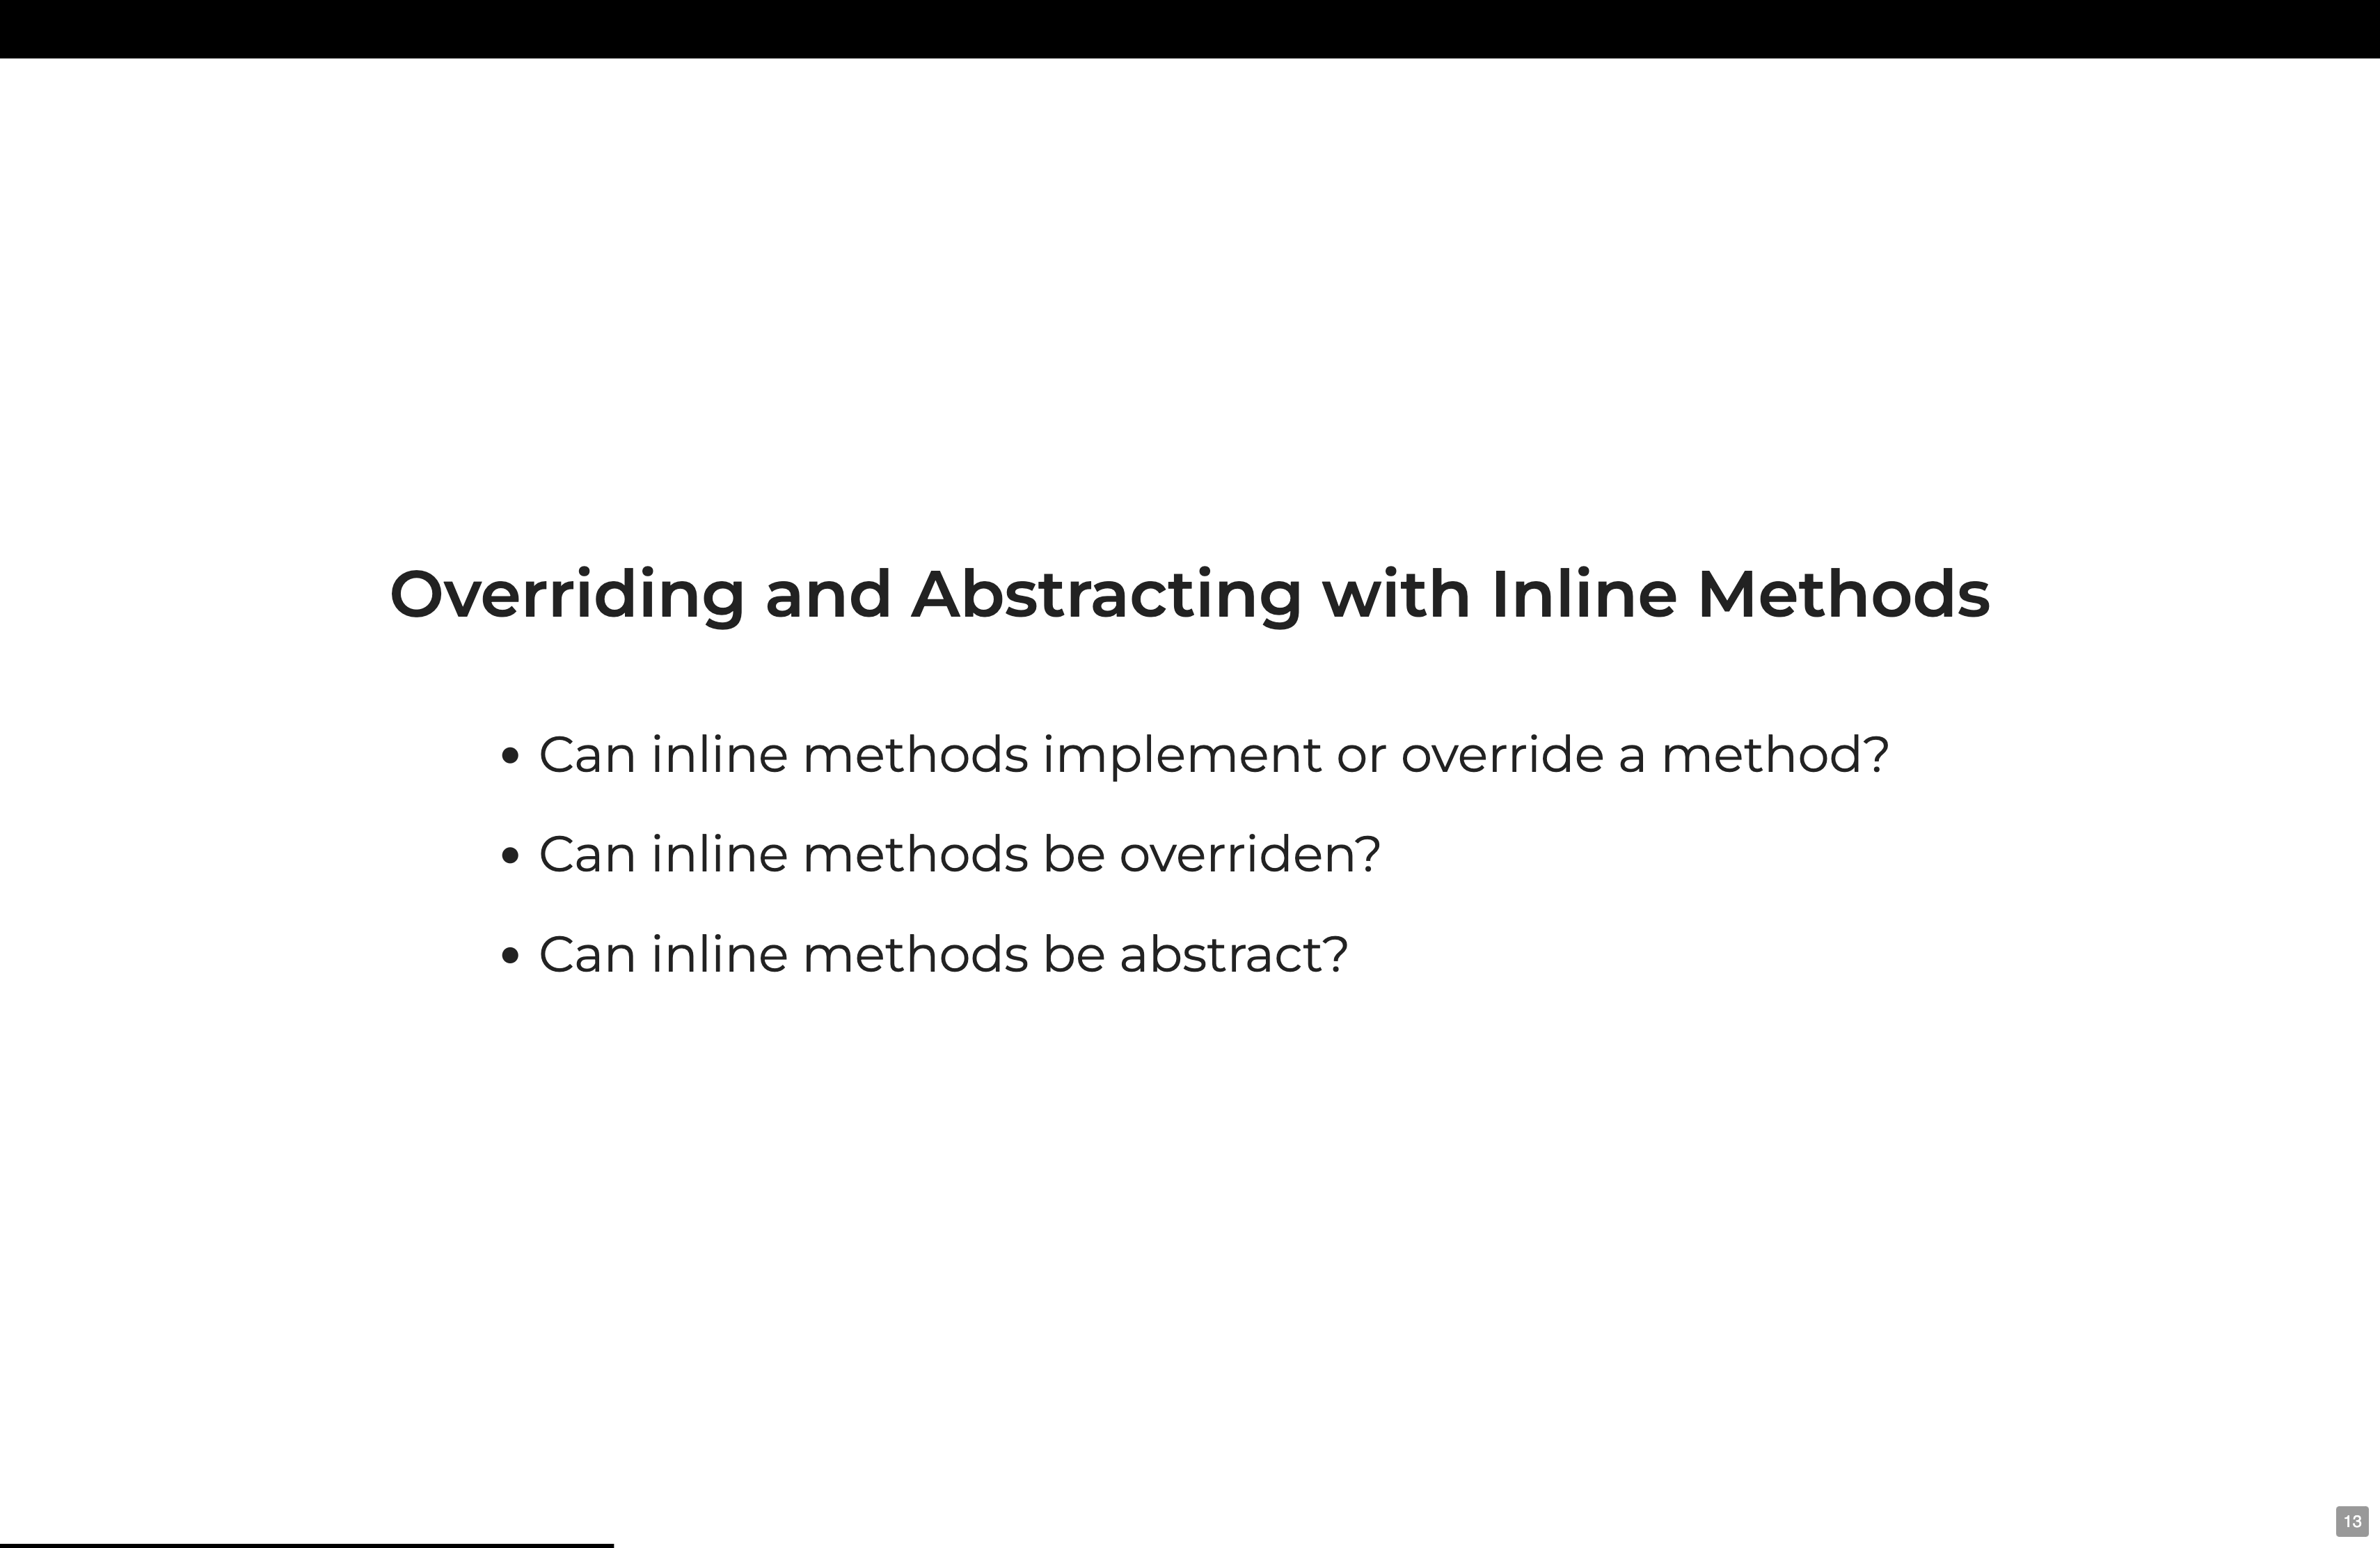 Overriding and Abstracting with Inline Methods
• Can inline methods implement or override a method?
• Can inline methods be overriden?
• Can inline methods be abstract?
13